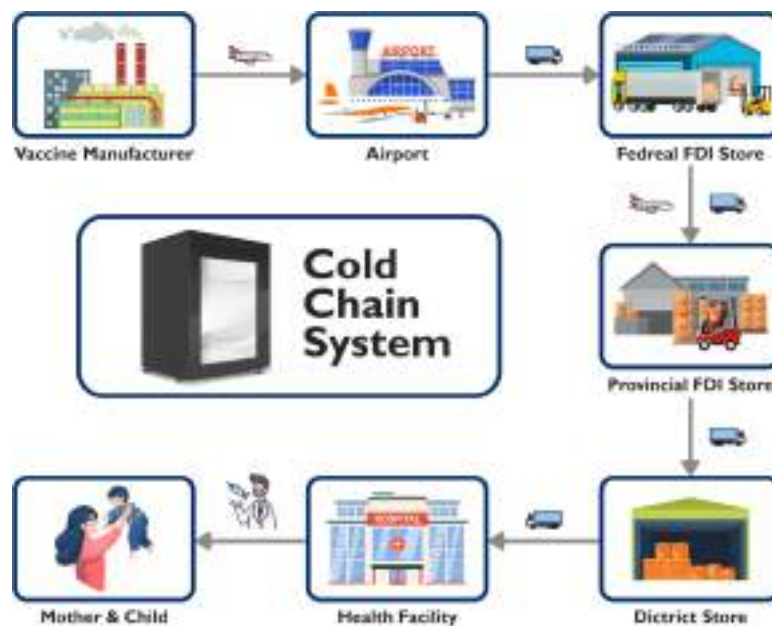 AIRPORT
Vaccine Manufacturer
Airport
Fedreal FDI Store
Cold
Chain
System
Provincial FDI Store
HOSPITAL
Mother & Child
Health Facility
Dictrict Store